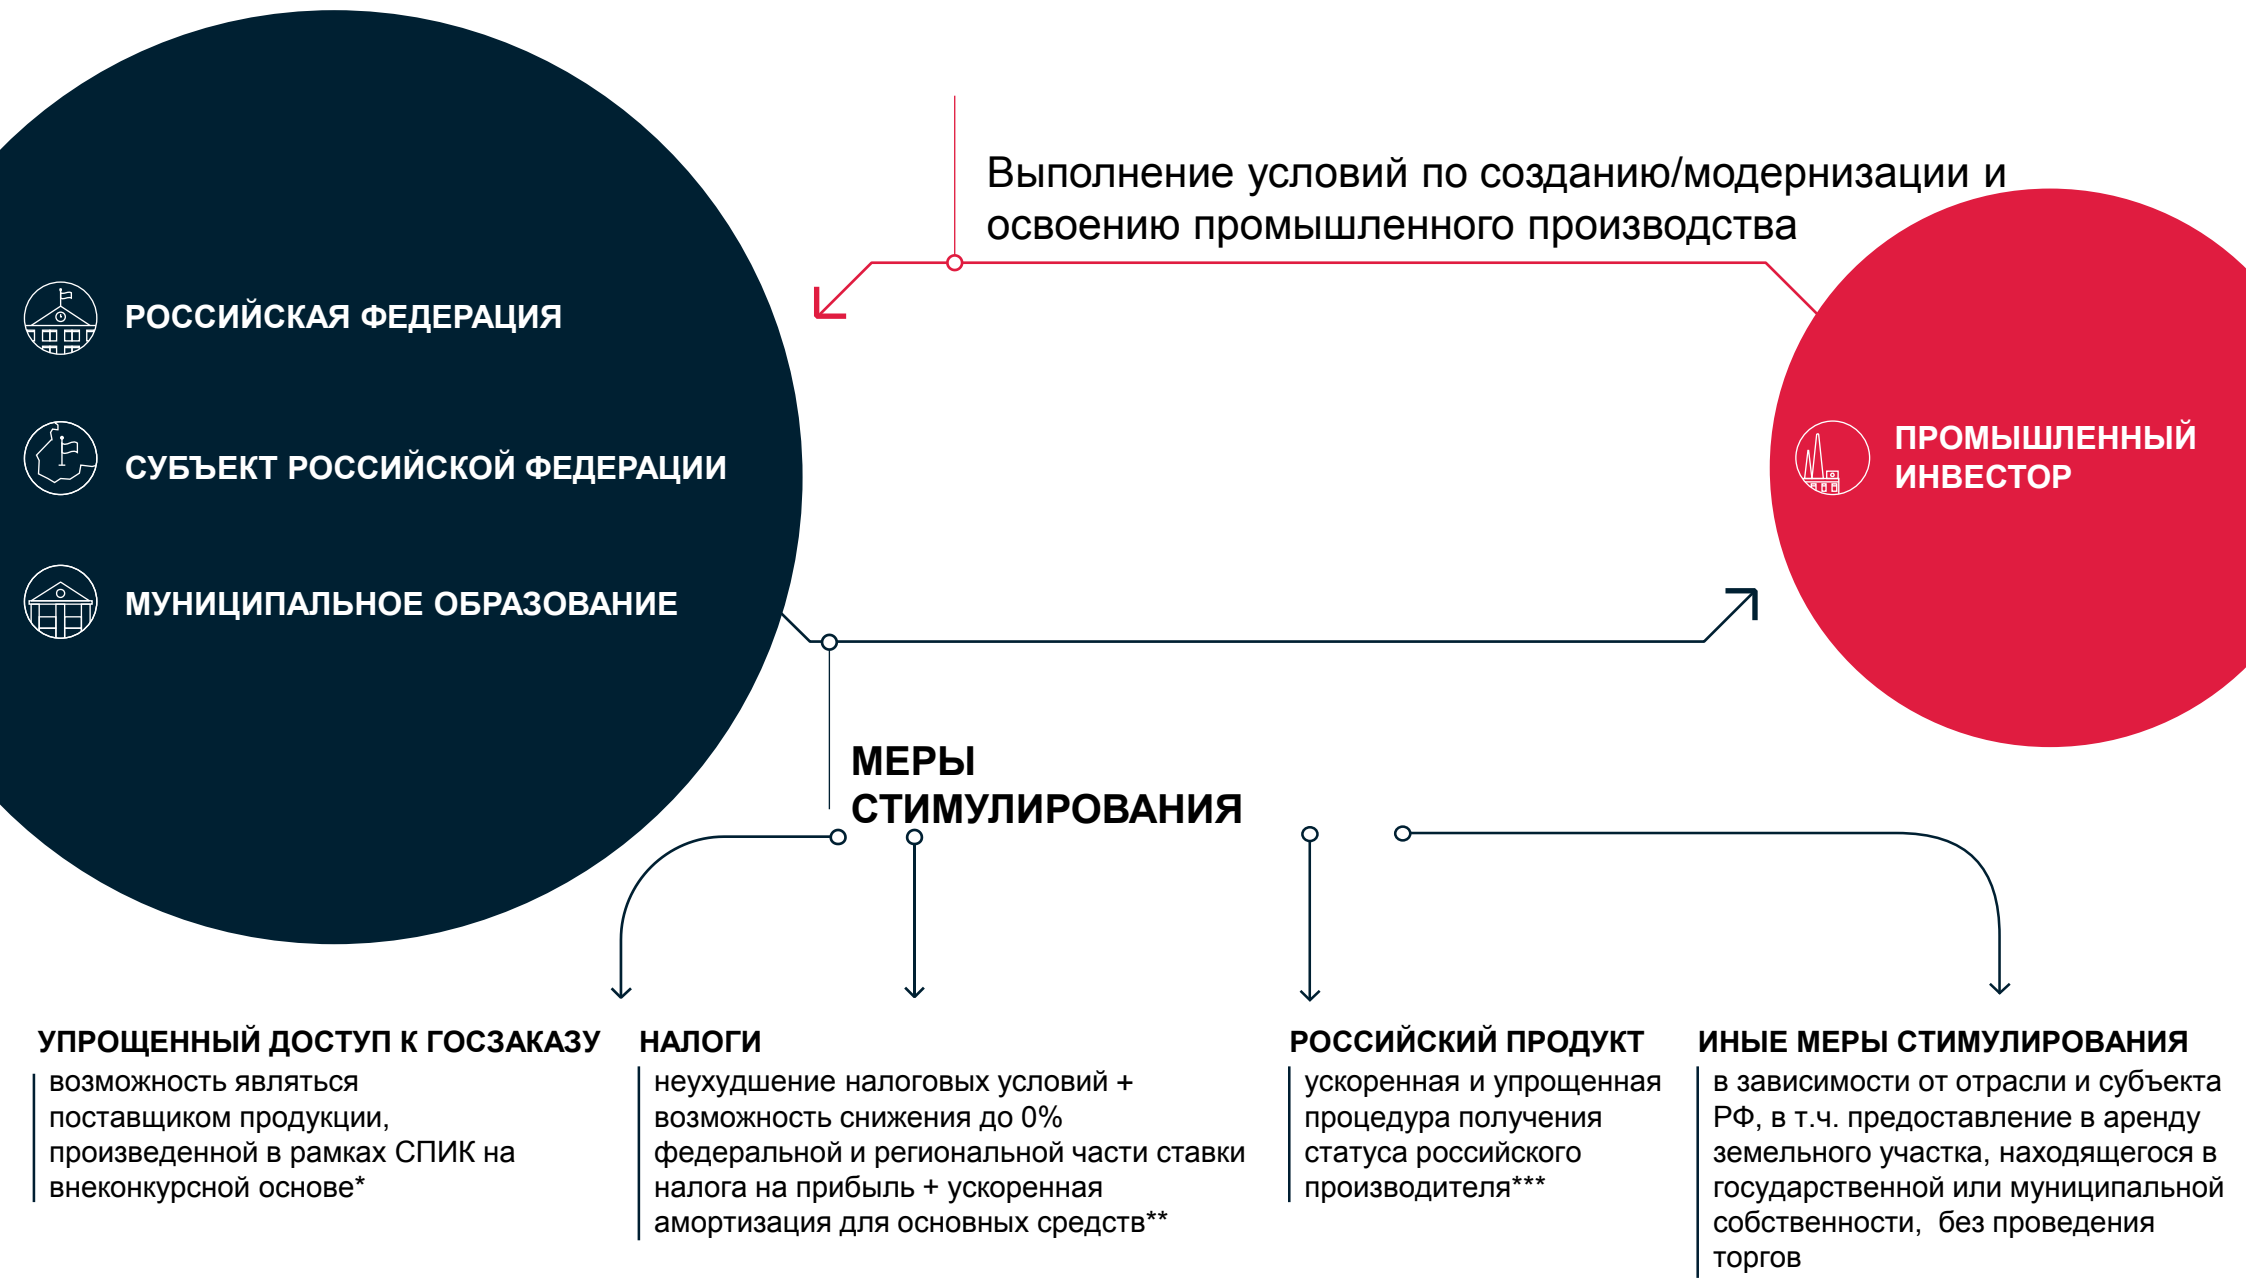 Выполнение условий по созданию/модернизации и
освоению промышленного производства
РОССИЙСКАЯ ФЕДЕРАЦИЯ
СУБЪЕКТ РОССИЙСКОЙ ФЕДЕРАЦИИ
МУНИЦИПАЛЬНОЕ ОБРАЗОВАНИЕ
ПРОМЫШЛЕННЫЙ
ИНВЕСТОР
МЕРЫ
СТИМУЛИРОВАНИЯ
УПРОЩЕННЫЙ ДОСТУП К ГОСЗАКАЗУ
возможность являться
поставщиком продукции,
произведенной в рамках СПИК на
внеконкурсной основе*
НАЛОГИ
неухудшение налоговых условий +
возможность снижения до 0%
федеральной и региональной части ставки
налога на прибыль + ускоренная
амортизация для основных средств**
РОССИЙСКИЙ ПРОДУКТ
ускоренная и упрощенная
процедура получения
статуса российского
производителя***
ИНЫЕ МЕРЫ СТИМУЛИРОВАНИЯ
в зависимости от отрасли и субъекта
РФ, в т.ч. предоставление в аренду
земельного участка, находящегося в
государственной или муниципальной
собственности, без проведения
торгов